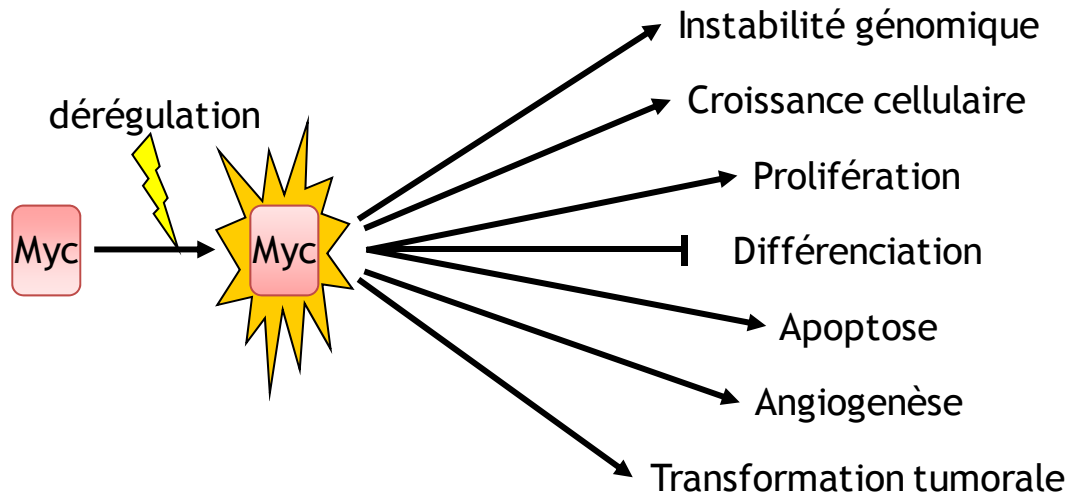 Instabilité génomique
Croissance cellulaire
dérégulation
Prolifération
Myc
Myc
Différenciation
Apoptose
Angiogenèse
Transformation tumorale